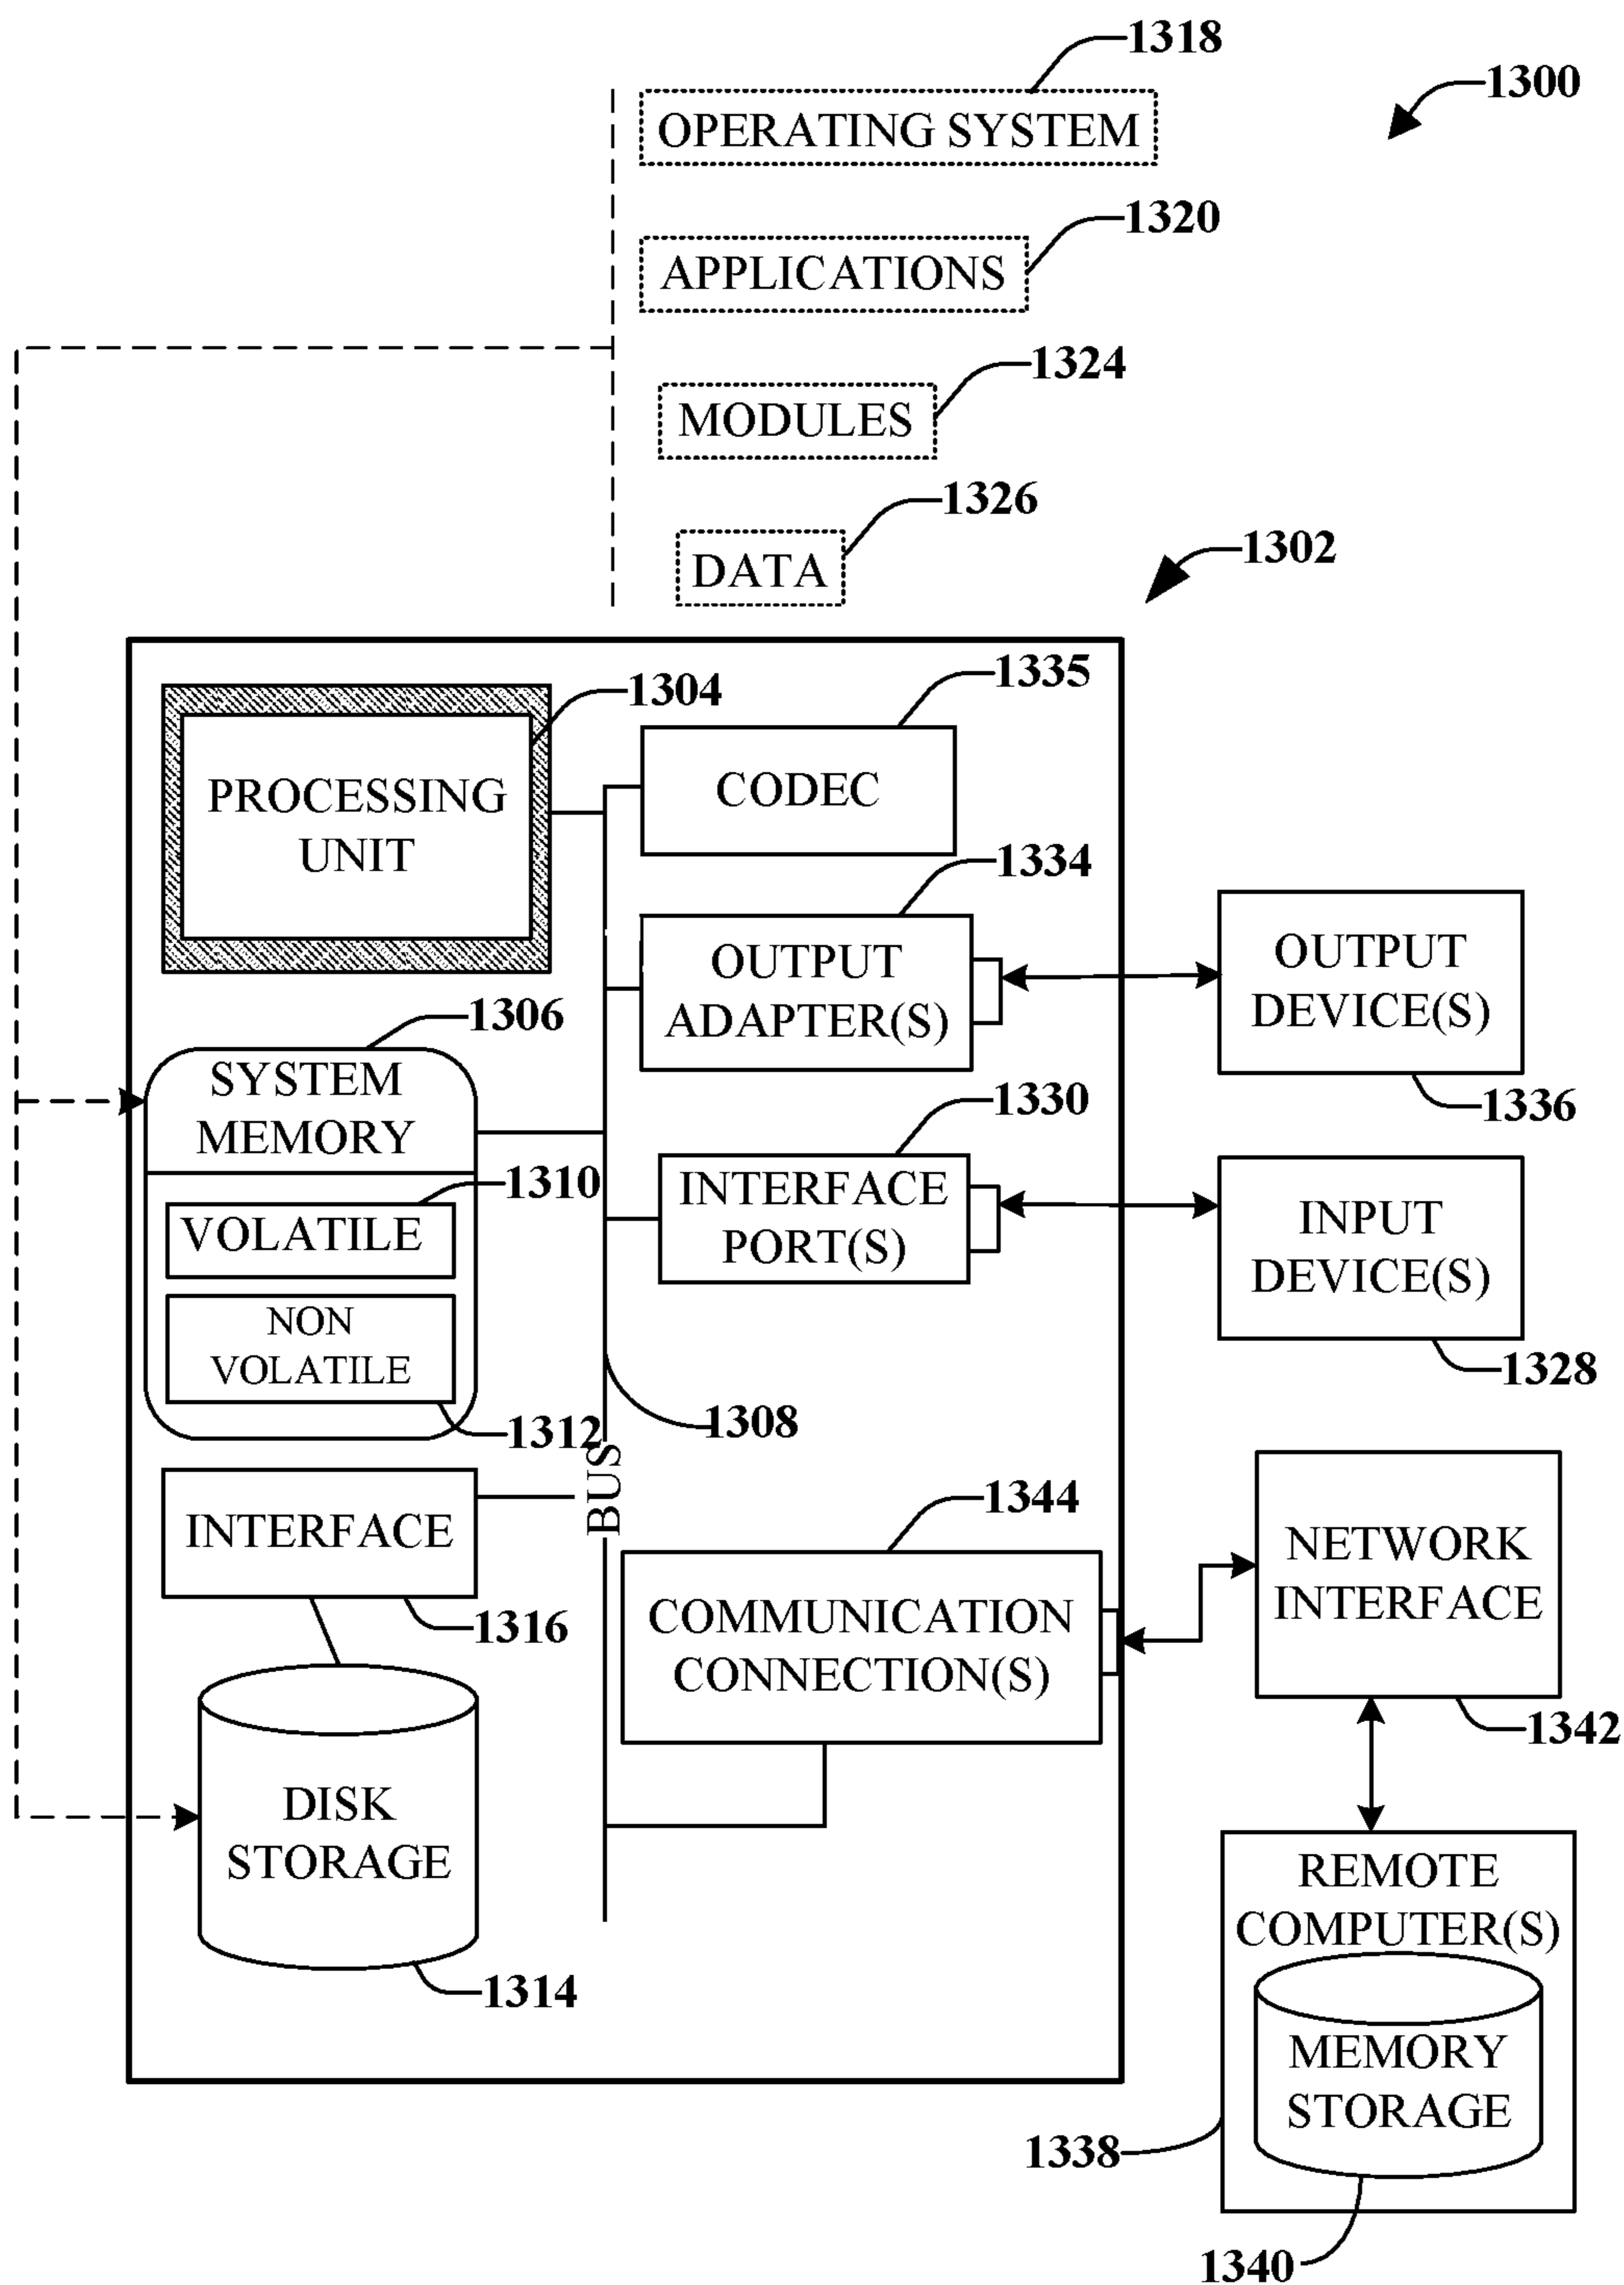 1318
1300
OPERATING SYSTEM
1320
APPLICATIONS
1324
MODULES
1326
DATA
1302
1304
PROCESSING
UNIT
1335
CODEC
1334
OUTPUT
ADAPTER(S)
OUTPUT
DEVICE(S)
1336
1306
SYSTEM
MEMORY
1310
VOLATILE
NON
VOLATILE
1312
1330
INTERFACE
PORT(S)
INPUT
DEVICE(S)
1328
1308
BUS
INTERFACE
1316
1344
COMMUNICATION
CONNECTION(S)
NETWORK
INTERFACE
1342
DISK
STORAGE
1314
REMOTE
COMPUTER(S)
MEMORY
STORAGE
1338
1340